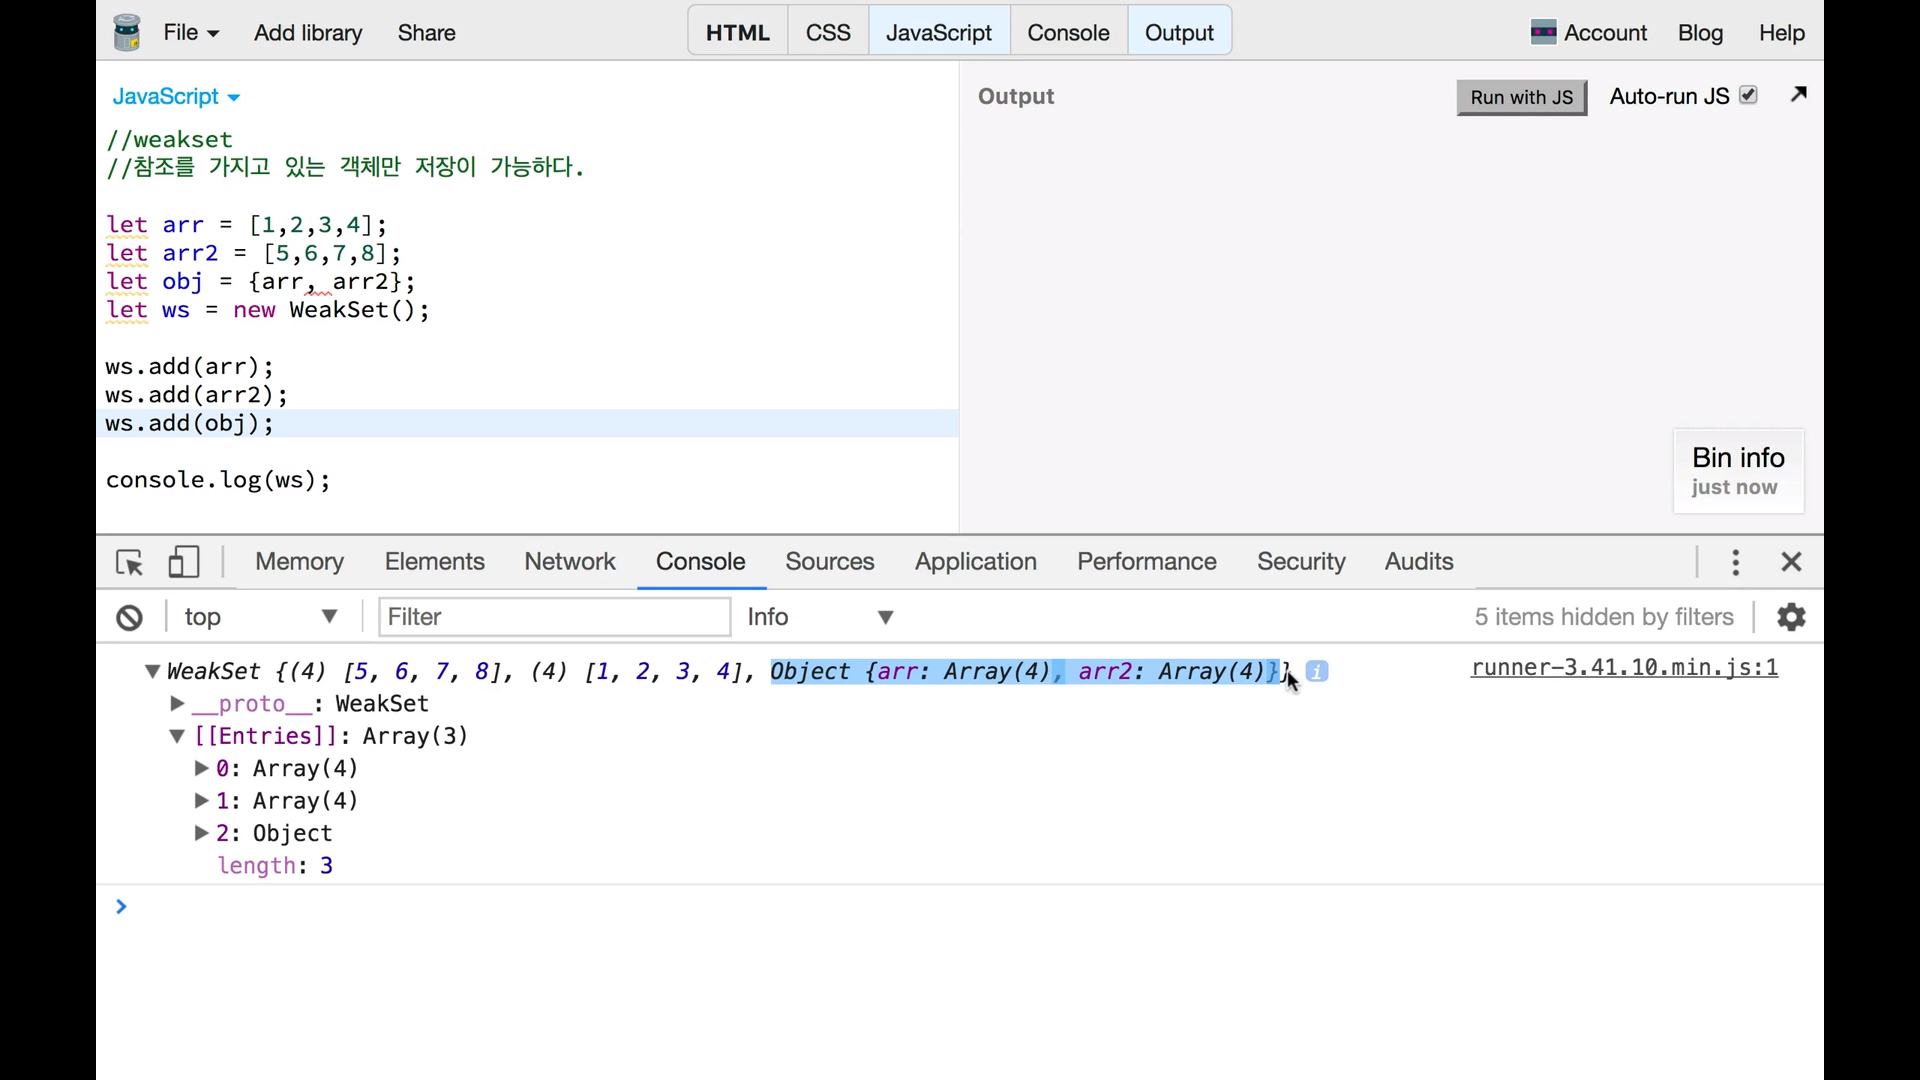 File Add library Share HTML CSS JavaScript Console Output Account Blog Help
JavaScript
Output Run with JS Auto-run JS
//weakset
//참조를 가지고 있는 객체만 저장이 가능하다.
let arr = [1,2,3,4];
let arr2 = [5,6,7,8];
let obj = {arr, arr2};
let ws = new WeakSet();
ws.add(arr);
ws.add(arr2);
ws.add(obj);
console.log(ws);
Bin info
just now
Memory Elements Network Console Sources Application Performance Security Audits
top Filter Info 5 items hidden by filters
WeakSet {(4) [5, 6, 7, 8], (4) [1, 2, 3, 4], Object {arr: Array(4), arr2: Array(4)}} i runner-3.41.10.min.js:1
__proto__: WeakSet
[[Entries]]: Array(3)
0: Array(4)
1: Array(4)
2: Object
length: 3